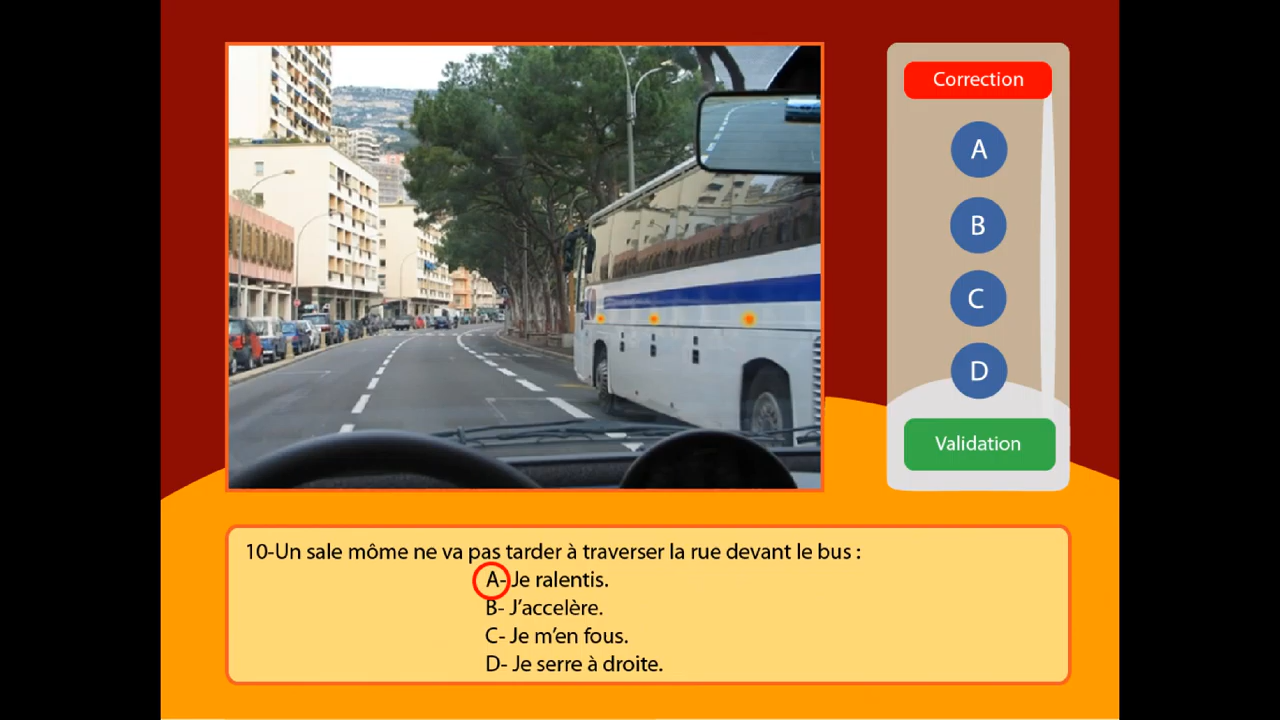 Correction
A
B
C
D
Validation
10-Un sale môme ne va pas tarder à traverser la rue devant le bus :
A- Je ralentis.
B- J’accelère.
C- Je m’en fous.
D- Je serre à droite.